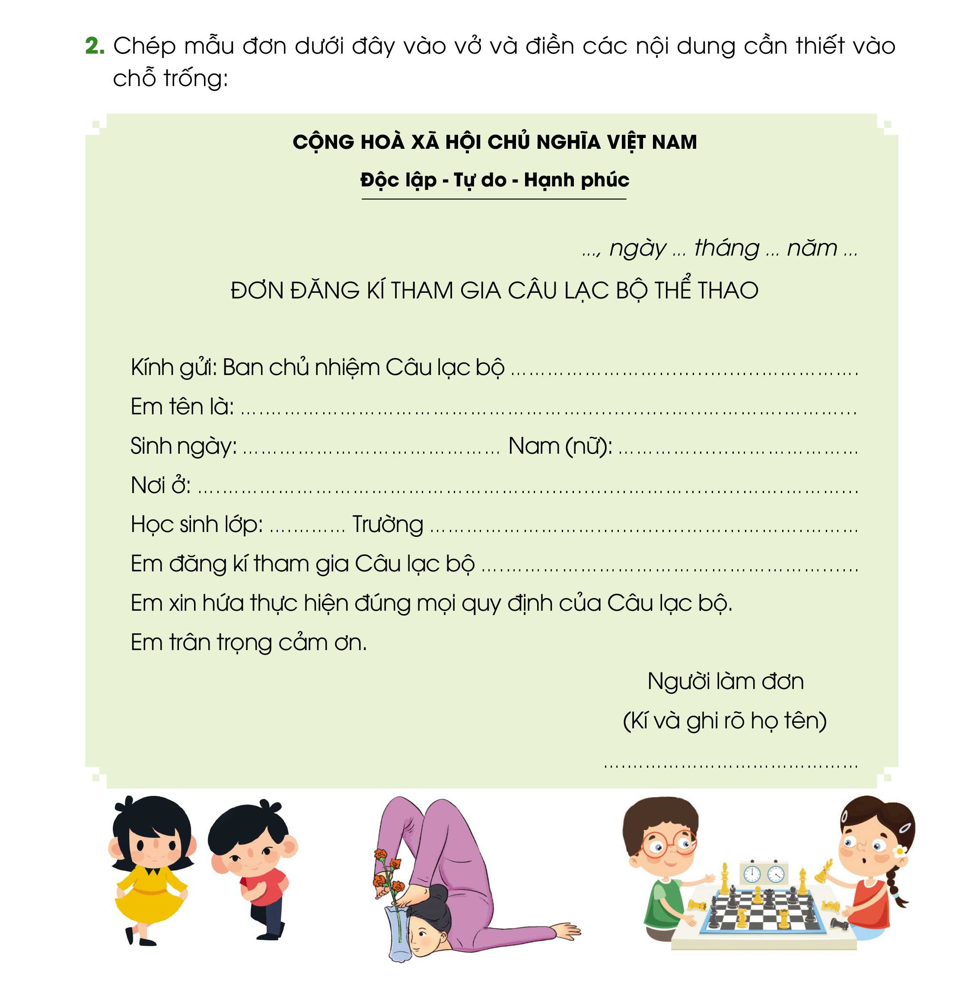 2. Chép mẫu đơn dưới đây vào vở và điền các nội dung cần thiết vào
chỗ trống:
CỘNG HOÀ XÃ HỘI CHỦ NGHĨA VIỆT NAM
Độc lập - Tự do - Hạnh phúc
..., ngày ... tháng ... năm ...
ĐƠN ĐĂNG KÍ THAM GIA CÂU LẠC BỘ THỂ THAO
Kính gửi: Ban chủ nhiệm Câu lạc bộ ............................................................
Em tên là: ............................................................
Sinh ngày: ........................................ Nam (nữ): ........................................
Nơi ở: ............................................................
Học sinh lớp: ............. Trường ............................................................
Em đăng kí tham gia Câu lạc bộ ............................................................
Em xin hứa thực hiện đúng mọi quy định của Câu lạc bộ.
Em trân trọng cảm ơn.
Người làm đơn
(Kí và ghi rõ họ tên)
...........................................